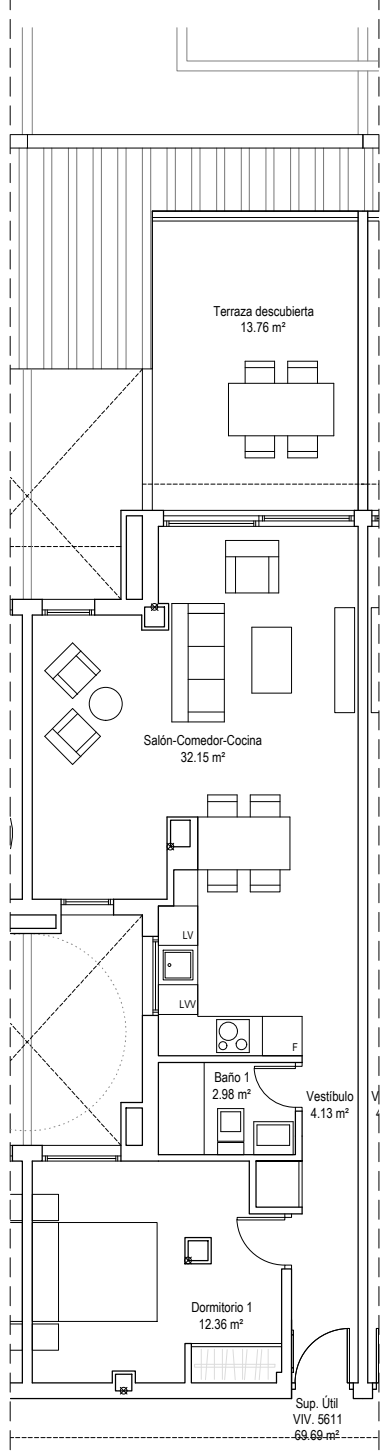 Terraza descubierta
13.76 m²
Salón-Comedor-Cocina
32.15 m²
LV
LVV
F
Baño 1
2.98 m²
Vestíbulo
4.13 m²
V
Dormitorio 1
12.36 m²
Sup. Útil
VIV. 5611
69.69 m²